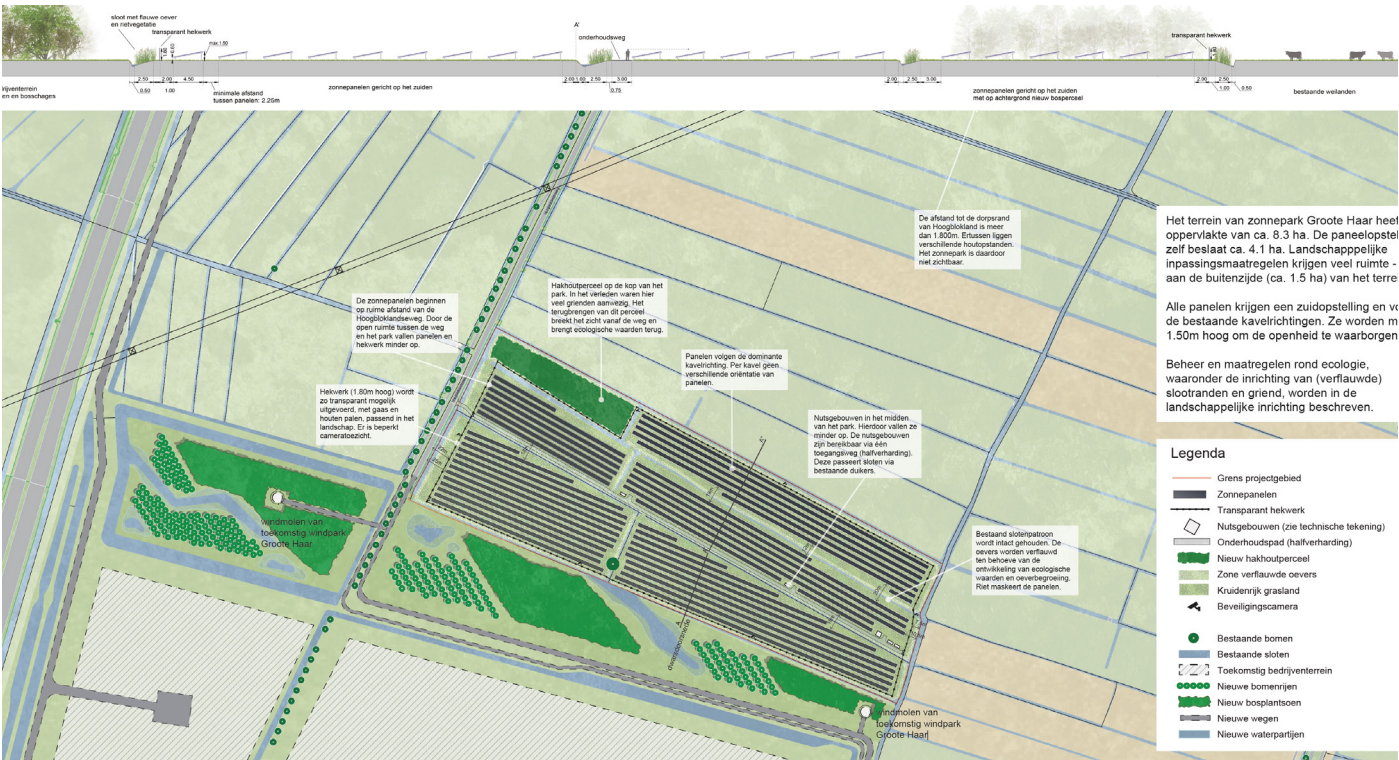 sloot met flauwe oever
en rietvegetatie
transparant hekwerk
1.80
0.60
max 1.50
A'
onderhoudsweg
transparant hekwerk
2.50
2.00
4.50
0.50
1.00
minimale afstand
tussen panelen: 2.25m
zonnepanelen gericht op het zuiden
2.00
1.00
2.50
3.00
0.75
2.00
2.50
3.00
zonnepanelen gericht op het zuiden
met op achtergrond nieuw bosperceel
2.00
2.50
1.00
0.50
bestaande weilanden
rijventerrein
en en bosschages
De afstand tot de dorpsrand
van Hoogblokland is meer
dan 1.800m. Ertussen liggen
verschillende houtopstanden.
Het zonnepark is daardoor
niet zichtbaar.
De zonnepanelen beginnen
op ruime afstand van de
Hoogbloklandseweg. Door de
open ruimte tussen de weg
en het park vallen panelen en
hekwerk minder op.
Hakhoutperceel op de kop van het
park. In het verleden waren hier
veel grienden aanwezig. Het
terugbrengen van dit perceel
breekt het zicht vanaf de weg en
brengt ecologische waarden terug.
Panelen volgen de dominante
kavelrichting. Per kavel geen
verschillende oriëntatie van
panelen.
Hekwerk (1.80m hoog) wordt
zo transparant mogelijk
uitgevoerd, met gaas en
houten palen, passend in het
landschap. Er is beperkt
cameratoezicht.
Nutsgebouwen in het midden
van het park. Hierdoor vallen ze
minder op. De nutsgebouwen
zijn bereikbaar via één
toegangsweg (halfverharding).
Deze passeert sloten via
bestaande duikers.
Bestaand slotenpatroon
wordt intact gehouden. De
oevers worden verflauwd
ten behoeve van de
ontwikkeling van ecologische
waarden en oeverbegroeiing.
Riet maskeert de panelen.
windmolen van
toekomstig windpark
Groote Haar
A'
A
dwarsdoorsnede
windmolen van
toekomstig windpark
Groote Haar
Het terrein van zonnepark Groote Haar heef
oppervlakte van ca. 8.3 ha. De paneelopstel
zelf beslaat ca. 4.1 ha. Landschapppelijke
inpassingsmaatregelen krijgen veel ruimte -
aan de buitenzijde (ca. 1.5 ha) van het terre
Alle panelen krijgen een zuidopstelling en vo
de bestaande kavelrichtingen. Ze worden m
1.50m hoog om de openheid te waarborgen
Beheer en maatregelen rond ecologie,
waaronder de inrichting van (verflauwde)
slootranden en griend, worden in de
landschappelijke inrichting beschreven.
Legenda
Grens projectgebied
Zonnepanelen
Transparant hekwerk
Nutsgebouwen (zie technische tekening)
Onderhoudspad (halfverharding)
Nieuw hakhoutperceel
Zone verflauwde oevers
Kruidenrijk grasland
Beveiligingscamera
Bestaande bomen
Bestaande sloten
Toekomstig bedrijventerrein
Nieuwe bomenrijen
Nieuw bosplantsoen
Nieuwe wegen
Nieuwe waterpartijen